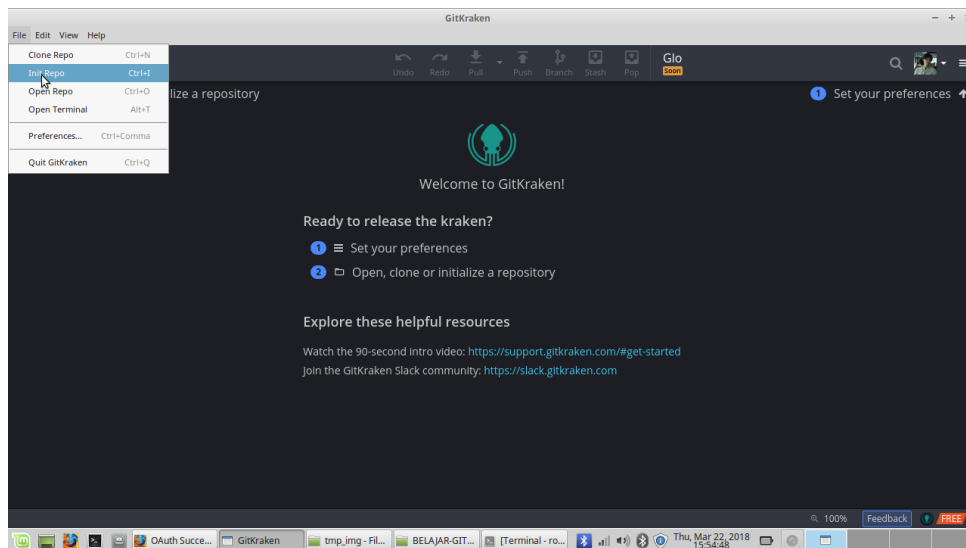 GitKraken
File Edit View Help
Clone Repo Ctrl+N
Init Repo Ctrl+I
Open Repo Ctrl+O
Open Terminal Alt+T
Preferences... Ctrl+Comma
Quit GitKraken Ctrl+Q
Undo Redo Pull Push Branch Stash Pop
Glo
Soon
lize a repository
1 Set your preferences
Welcome to GitKraken!
Ready to release the kraken?
1 Set your preferences
2 Open, clone or initialize a repository
Explore these helpful resources
Watch the 90-second intro video: https://support.gitkraken.com/#get-started
Join the GitKraken Slack community: https://slack.gitkraken.com
100% Feedback FREE
OAuth Succe... GitKraken tmp_img - Fil... BELAJAR-GIT... [Terminal - ro... Thu, Mar 22, 2018
15:54:48